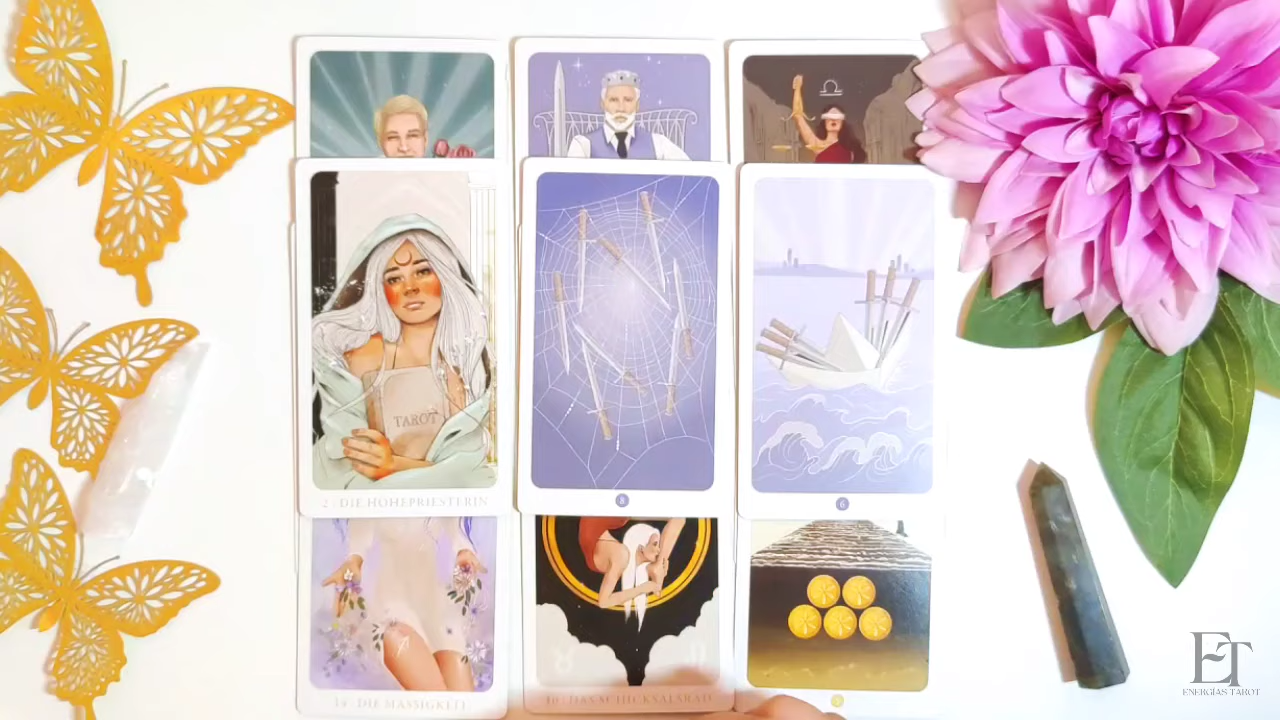 TAROT
2 · DIE HOHEPRIESTERIN
8
6
14 · DIE MÄSSIGKEIT
10 · DAS SCHICKSALSRAD
ET
ENERGÍAS TAROT